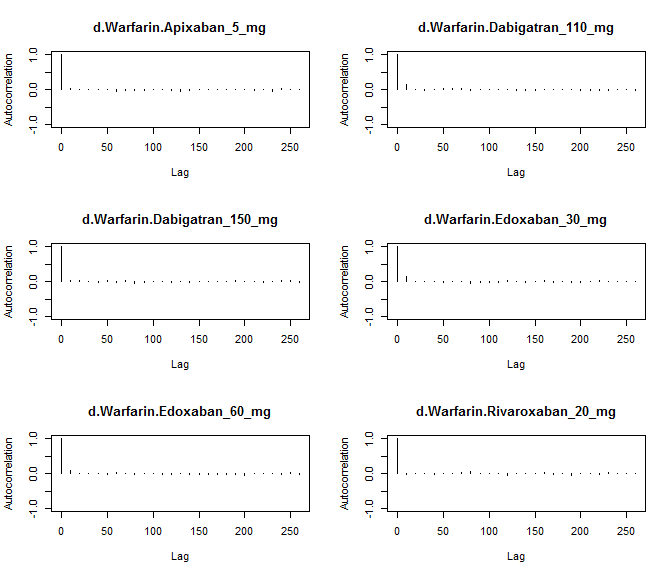 d.Warfarin.Apixaban_5_mg
Autocorrelation
1.0
0.0
-1.0
0 50 100 150 200 250
Lag
d.Warfarin.Dabigatran_110_mg
Autocorrelation
1.0
0.0
-1.0
0 50 100 150 200 250
Lag
d.Warfarin.Dabigatran_150_mg
Autocorrelation
1.0
0.0
-1.0
0 50 100 150 200 250
Lag
d.Warfarin.Edoxaban_30_mg
Autocorrelation
1.0
0.0
-1.0
0 50 100 150 200 250
Lag
d.Warfarin.Edoxaban_60_mg
Autocorrelation
1.0
0.0
-1.0
0 50 100 150 200 250
Lag
d.Warfarin.Rivaroxaban_20_mg
Autocorrelation
1.0
0.0
-1.0
0 50 100 150 200 250
Lag